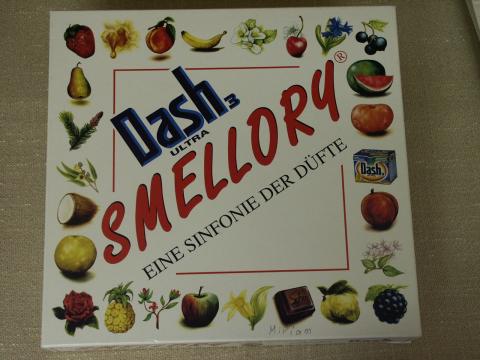 Dash 3
ULTRA
SMELLORY®
EINE SINFONIE DER DÜFTE
Dash
Miriam